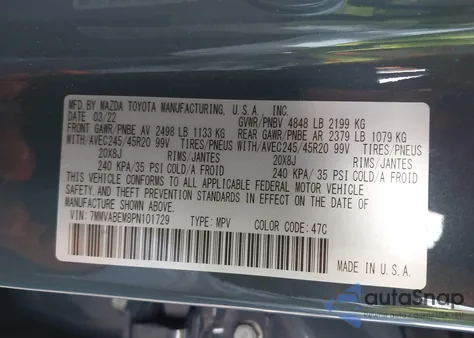 MFD.BY MAZDA TOYOTA MANUFACTURING, U.S.A., INC.
DATE 03/22 GVWR/PNBV 4848 LB 2199 KG
FRONT GAWR/PNBE AV 2498 LB 1133 KG REAR GAWR/PNBE AR 2379 LB 1079 KG
WITH/AVEC245/45R20 99V TIRES/PNEUS WITH/AVEC245/45R20 99V TIRES/PNEUS
20X8J RIMS/JANTES 20X8J RIMS/JANTES
240 KPA/ 35 PSI COLD/A FROID 240 KPA/ 35 PSI COLD/A FROID
THIS VEHICLE CONFORMS TO ALL APPLICABLE FEDERAL MOTOR VEHICLE
SAFETY, BUMPER, AND THEFT PREVENTION STANDARDS IN EFFECT ON THE DATE OF
MANUFACTURE SHOWN ABOVE.
VIN: 7MMVABEM8PN101729 TYPE: MPV COLOR CODE: 47C
MADE IN U.S.A.
autoSnap